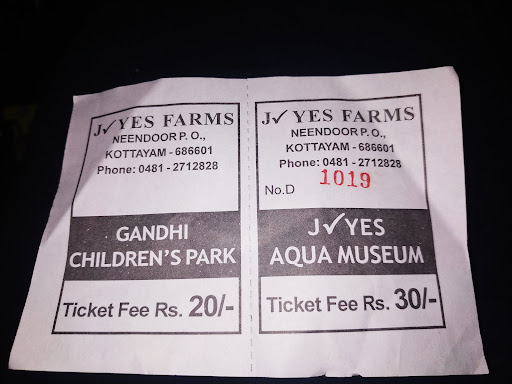 J✓YES FARMS
NEENDOOR P. O.,
KOTTAYAM - 686601
Phone: 0481 - 2712828
GANDHI
CHILDREN'S PARK
Ticket Fee Rs. 20/-
J✓YES FARMS
NEENDOOR P. O.,
KOTTAYAM - 686601
Phone: 0481 - 2712828
No.D 1019
J✓YES
AQUA MUSEUM
Ticket Fee Rs. 30/-